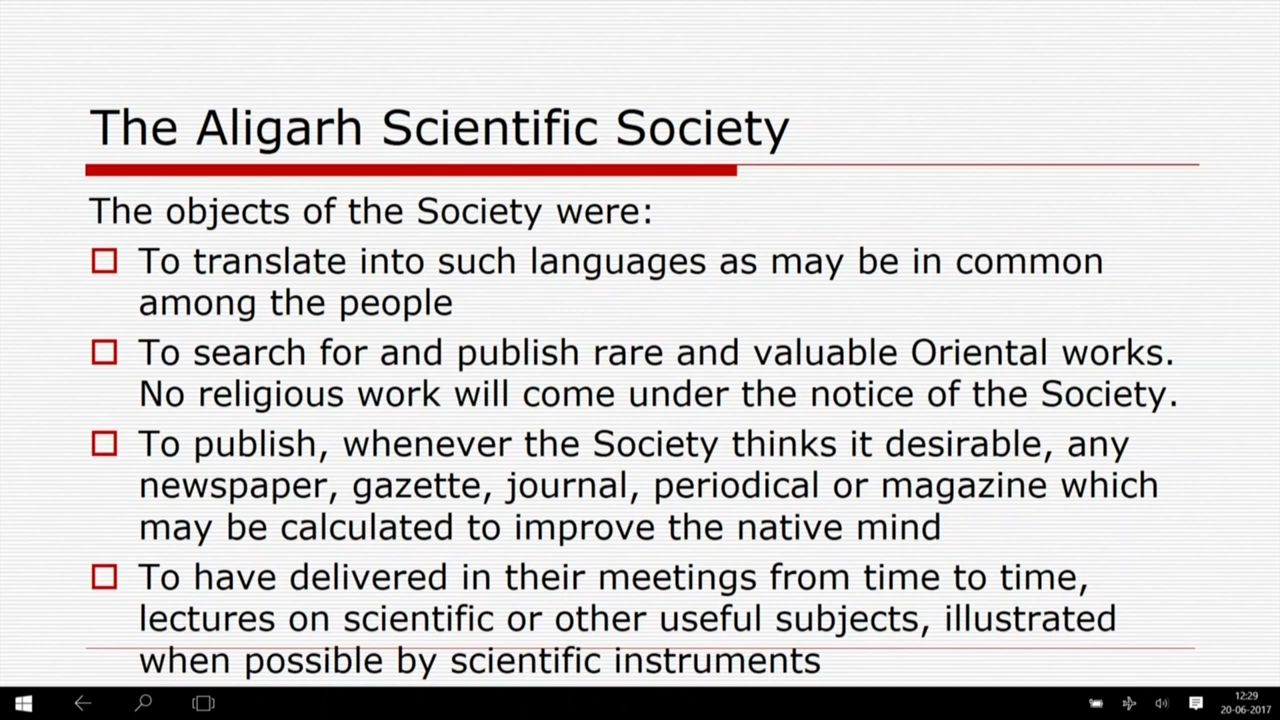 The Aligarh Scientific Society
The objects of the Society were:
To translate into such languages as may be in common
among the people
To search for and publish rare and valuable Oriental works.
No religious work will come under the notice of the Society.
To publish, whenever the Society thinks it desirable, any
newspaper, gazette, journal, periodical or magazine which
may be calculated to improve the native mind
To have delivered in their meetings from time to time,
lectures on scientific or other useful subjects, illustrated
when possible by scientific instruments
12:29
20-06-2017